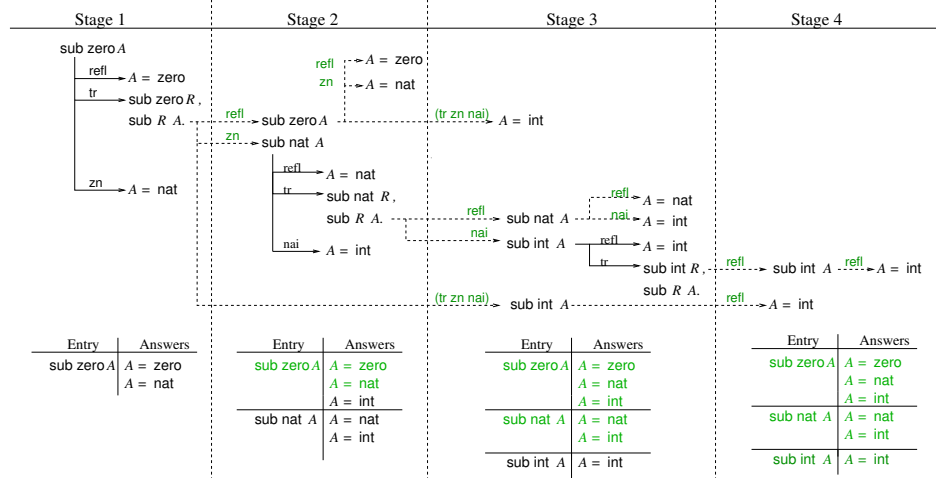 Stage 1 Stage 2 Stage 3 Stage 4
sub zero A
refl A = zero
tr sub zero R ,
sub R A.
zn A = nat
refl A = zero
zn A = nat
refl sub zero A (tr zn nai) A = int
zn sub nat A
refl A = nat
tr sub nat R ,
sub R A.
nai A = int
refl sub nat A
nai sub int A
refl A = nat
nai A = int
refl A = int
tr sub int R , refl sub int A refl A = int
sub R A.
(tr zn nai) sub int A refl A = int
Entry Answers
sub zero A A = zero
A = nat
Entry Answers
sub zero A A = zero
A = nat
A = int
sub nat A A = nat
A = int
Entry Answers
sub zero A A = zero
A = nat
A = int
sub nat A A = nat
A = int
sub int A A = int
Entry Answers
sub zero A A = zero
A = nat
A = int
sub nat A A = nat
A = int
sub int A A = int